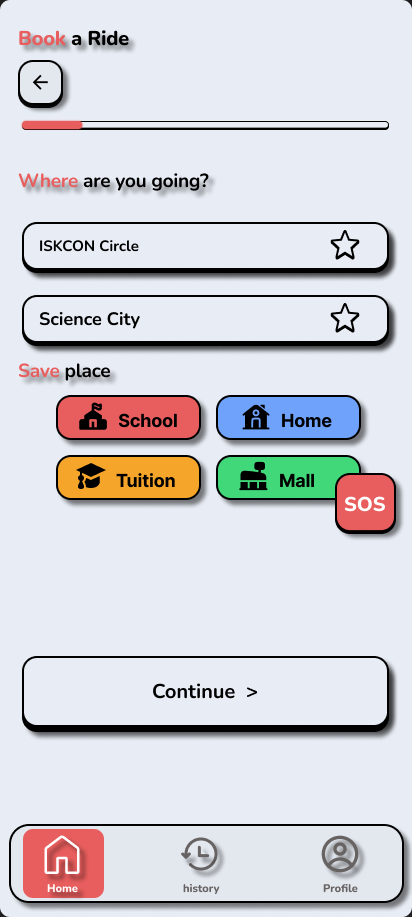 Book a Ride
Where are you going?
ISKCON Circle
Science City
Save place
School Home
Tuition Mall
SOS
Continue >
Home history Profile